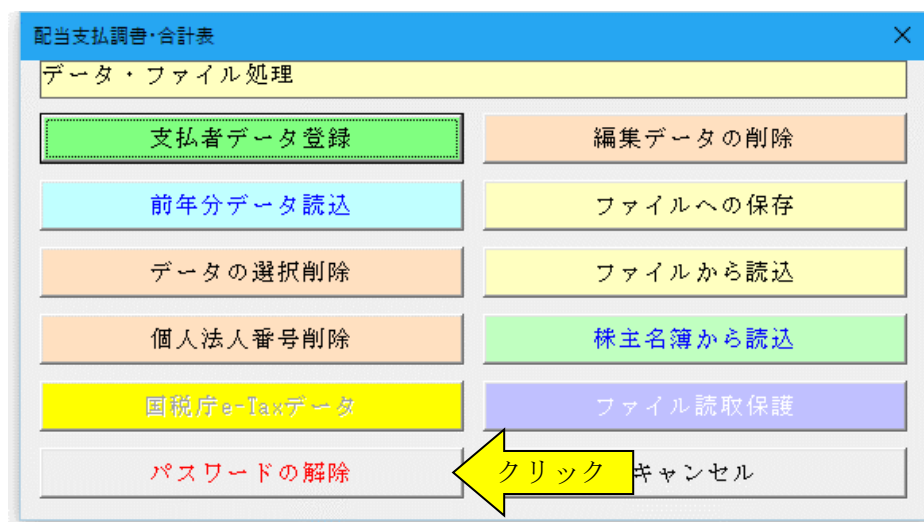 配当支払調書･合計表
データ・ファイル処理
支払者データ登録
編集データの削除
前年分データ読込
ファイルへの保存
データの選択削除
ファイルから読込
個人法人番号削除
株主名簿から読込
国税庁e-Taxデータ
ファイル読取保護
パスワードの解除
クリック
キャンセル